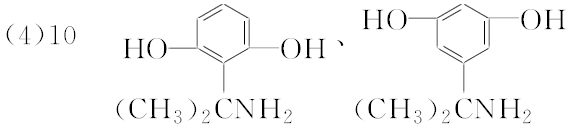 (4)10
HO OH、HO OH
(CH₃)₂CNH₂ (CH₃)₂CNH₂